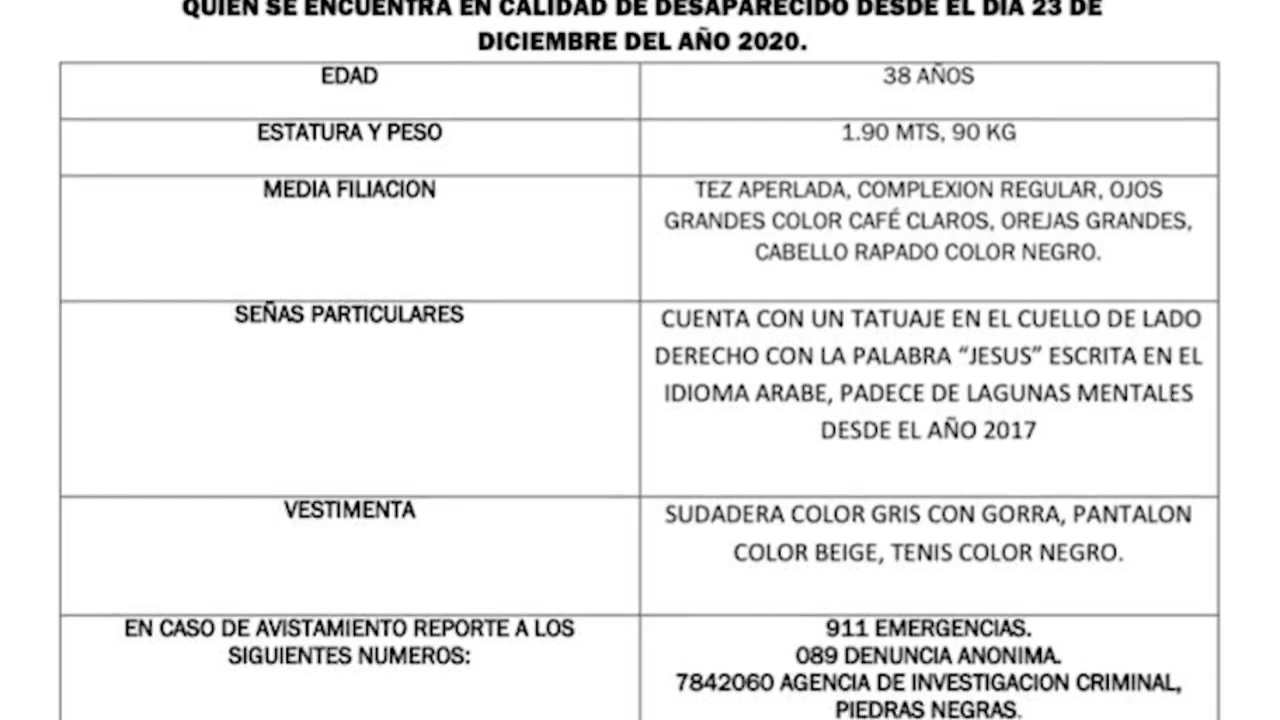 QUIEN SE ENCUENTRA EN CALIDAD DE DESAPARECIDO DESDE EL DIA 23 DE
DICIEMBRE DEL AÑO 2020.
EDAD
38 AÑOS
ESTATURA Y PESO
1.90 MTS, 90 KG
MEDIA FILIACION
TEZ APERLADA, COMPLEXION REGULAR, OJOS
GRANDES COLOR CAFÉ CLAROS, OREJAS GRANDES,
CABELLO RAPADO COLOR NEGRO.
SEÑAS PARTICULARES
CUENTA CON UN TATUAJE EN EL CUELLO DE LADO
DERECHO CON LA PALABRA “JESUS” ESCRITA EN EL
IDIOMA ARABE, PADECE DE LAGUNAS MENTALES
DESDE EL AÑO 2017
VESTIMENTA
SUDADERA COLOR GRIS CON GORRA, PANTALON
COLOR BEIGE, TENIS COLOR NEGRO.
EN CASO DE AVISTAMIENTO REPORTE A LOS
SIGUIENTES NUMEROS:
911 EMERGENCIAS.
089 DENUNCIA ANONIMA.
7842060 AGENCIA DE INVESTIGACION CRIMINAL,
PIEDRAS NEGRAS.